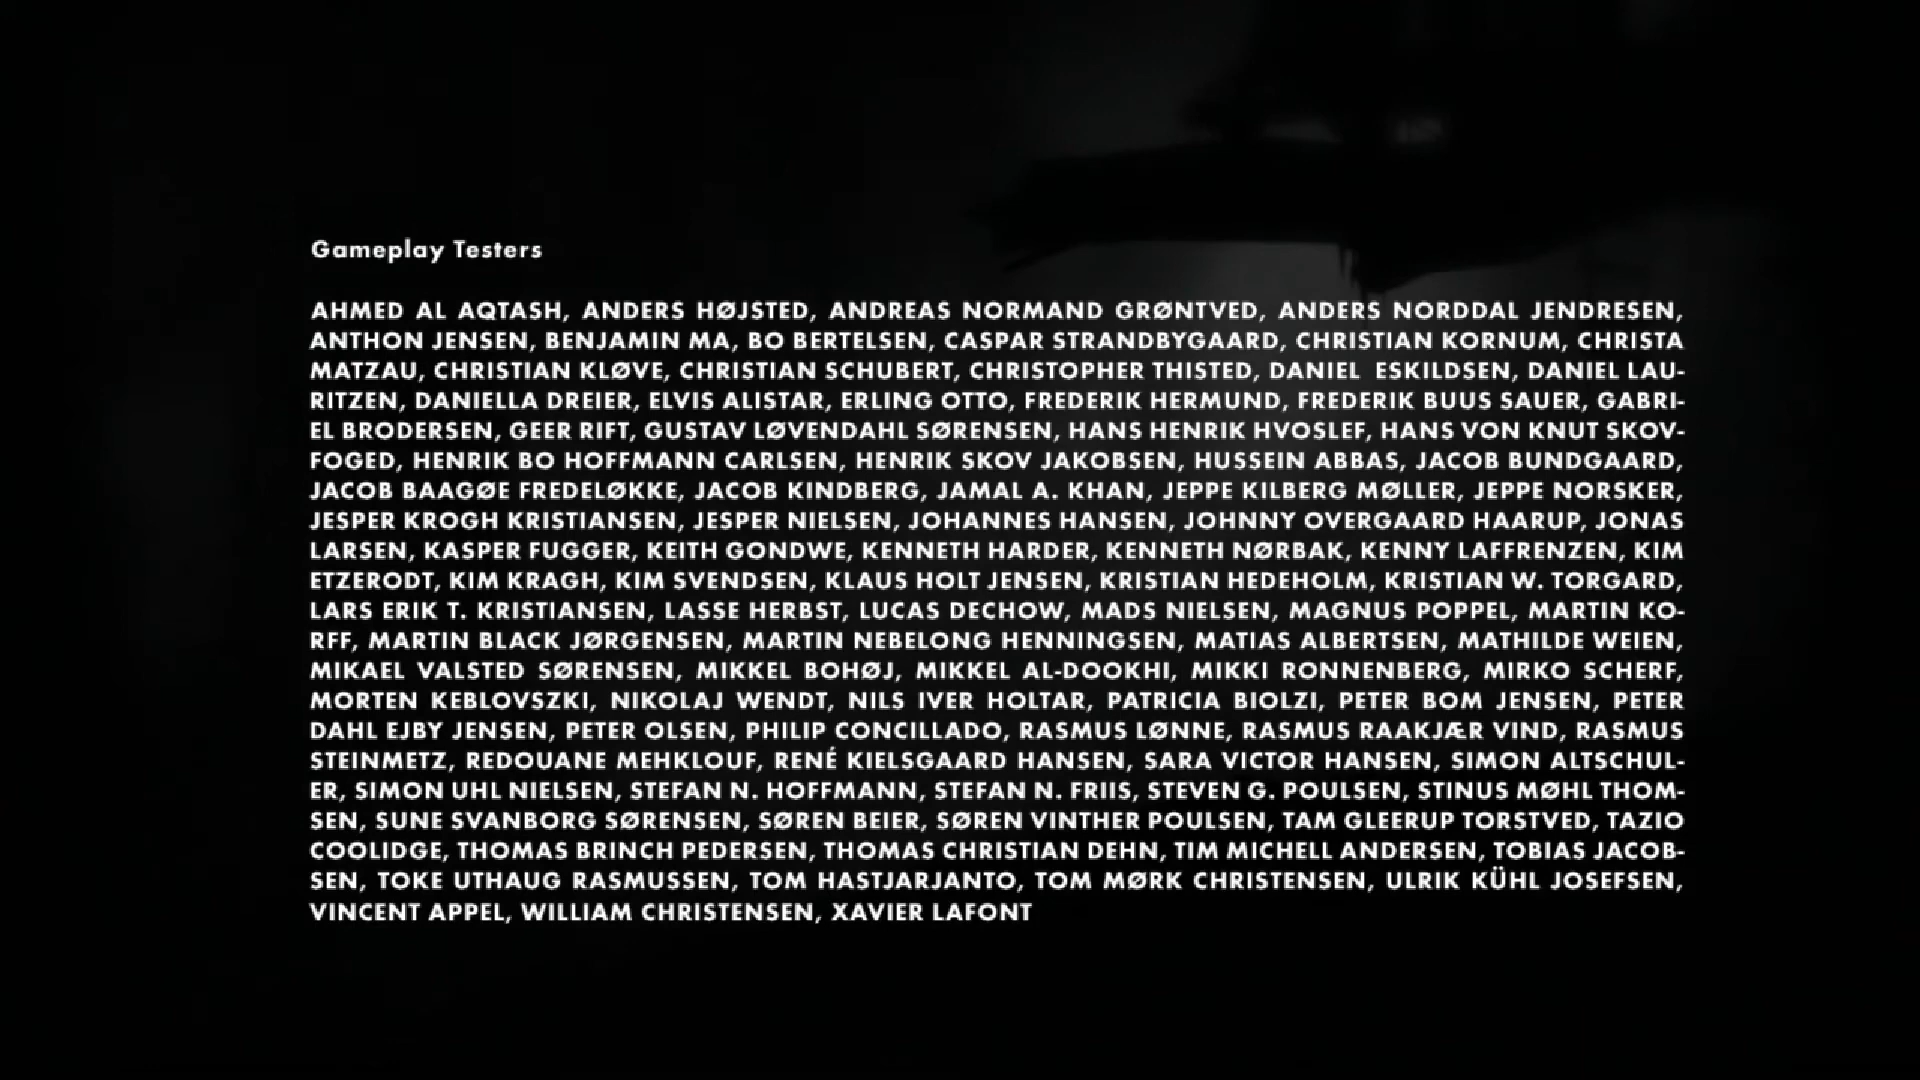 Gameplay Testers
AHMED AL AQTASH, ANDERS HØJSTED, ANDREAS NORMAND GRØNTVED, ANDERS NORDDAL JENDRESEN,
ANTHON JENSEN, BENJAMIN MA, BO BERTELSEN, CASPAR STRANDBYGAARD, CHRISTIAN KORNUM, CHRISTA
MATZAU, CHRISTIAN KLØVE, CHRISTIAN SCHUBERT, CHRISTOPHER THISTED, DANIEL ESKILDSEN, DANIEL LAU-
RITZEN, DANIELLA DREIER, ELVIS ALISTAR, ERLING OTTO, FREDERIK HERMUND, FREDERIK BUUS SAUER, GABRI-
EL BRODERSEN, GEER RIFT, GUSTAV LØVENDAHL SØRENSEN, HANS HENRIK HVOSLEF, HANS VON KNUT SKOV-
FOGED, HENRIK BO HOFFMANN CARLSEN, HENRIK SKOV JAKOBSEN, HUSSEIN ABBAS, JACOB BUNDGAARD,
JACOB BAAGØE FREDELØKKE, JACOB KINDBERG, JAMAL A. KHAN, JEPPE KILBERG MØLLER, JEPPE NORSKER,
JESPER KROGH KRISTIANSEN, JESPER NIELSEN, JOHANNES HANSEN, JOHNNY OVERGAARD HAARUP, JONAS
LARSEN, KASPER FUGGER, KEITH GONDWE, KENNETH HARDER, KENNETH NØRBAK, KENNY LAFFRENZEN, KIM
ETZERODT, KIM KRAGH, KIM SVENDSEN, KLAUS HOLT JENSEN, KRISTIAN HEDEHOLM, KRISTIAN W. TORGARD,
LARS ERIK T. KRISTIANSEN, LASSE HERBST, LUCAS DECHOW, MADS NIELSEN, MAGNUS POPPEL, MARTIN KO-
RFF, MARTIN BLACK JØRGENSEN, MARTIN NEBELONG HENNINGSEN, MATIAS ALBERTSEN, MATHILDE WEIEN,
MIKAEL VALSTED SØRENSEN, MIKKEL BOHØJ, MIKKEL AL-DOOKHI, MIKKI RONNENBERG, MIRKO SCHERF,
MORTEN KEBLOVSZKI, NIKOLAJ WENDT, NILS IVER HOLTAR, PATRICIA BIOLZI, PETER BOM JENSEN, PETER
DAHL EJBY JENSEN, PETER OLSEN, PHILIP CONCILLADO, RASMUS LØNNE, RASMUS RAAKJÆR VIND, RASMUS
STEINMETZ, REDOUANE MEHKLOUF, RENÉ KIELSGAARD HANSEN, SARA VICTOR HANSEN, SIMON ALTSCHUL-
ER, SIMON UHL NIELSEN, STEFAN N. HOFFMANN, STEFAN N. FRIIS, STEVEN G. POULSEN, STINUS MØHL THOM-
SEN, SUNE SVANBORG SØRENSEN, SØREN BEIER, SØREN VINTHER POULSEN, TAM GLEERUP TORSTVED, TAZIO
COOLIDGE, THOMAS BRINCH PEDERSEN, THOMAS CHRISTIAN DEHN, TIM MICHELL ANDERSEN, TOBIAS JACOB-
SEN, TOKE UTHAUG RASMUSSEN, TOM HASTJARJANTO, TOM MØRK CHRISTENSEN, ULRIK KÜHL JOSEFSEN,
VINCENT APPEL, WILLIAM CHRISTENSEN, XAVIER LAFONT